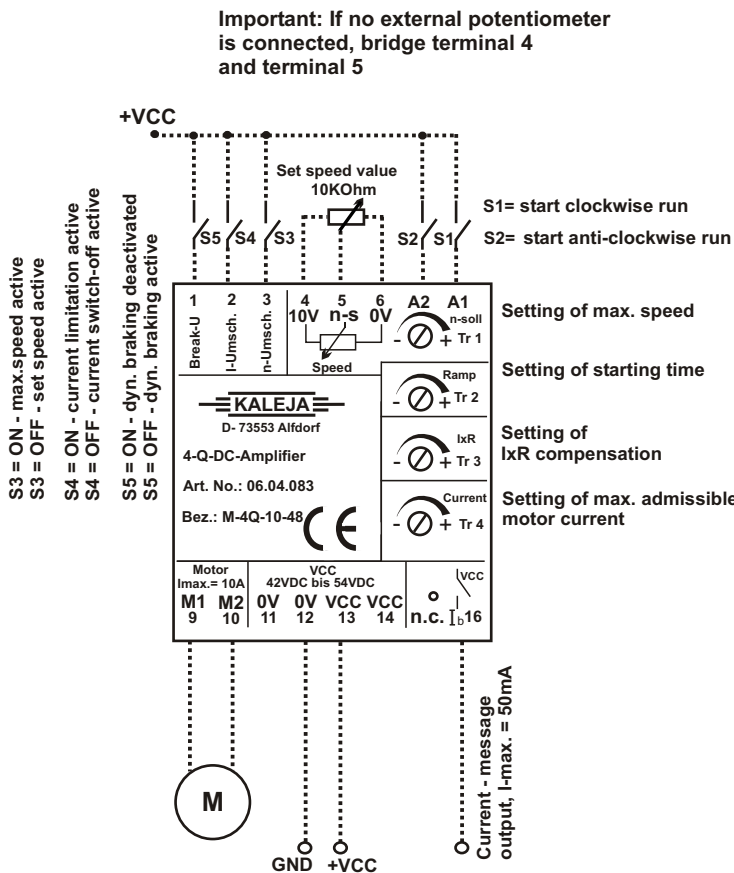 Important: If no external potentiometer
is connected, bridge terminal 4
and terminal 5
+VCC
Set speed value
10KOhm
S5
S4
S3
S2
S1
S1= start clockwise run
S2= start anti-clockwise run
S3 = ON - max.speed active
S3 = OFF - set speed active
S4 = ON - current limitation active
S4 = OFF - current switch-off active
S5 = ON - dyn. braking deactivated
S5 = OFF - dyn. braking active
1 2 3 4 5 6 A2 A1
Break-U
I-Umsch.
n-Umsch.
10V n-s 0V
Speed
n-soll
- + Tr 1
Setting of max. speed
Ramp
- + Tr 2
Setting of starting time
IxR
- + Tr 3
Setting of
IxR compensation
Current
- + Tr 4
Setting of max. admissible
motor current
KALEJA
D- 73553 Alfdorf
4-Q-DC-Amplifier
Art. No.: 06.04.083
Bez.: M-4Q-10-48
CE
Motor
Imax.= 10A
VCC
42VDC bis 54VDC
VCC
M1 M2 0V 0V VCC VCC n.c. Ib16
9 10 11 12 13 14
M
GND +VCC
Current - message
output, I-max. = 50mA